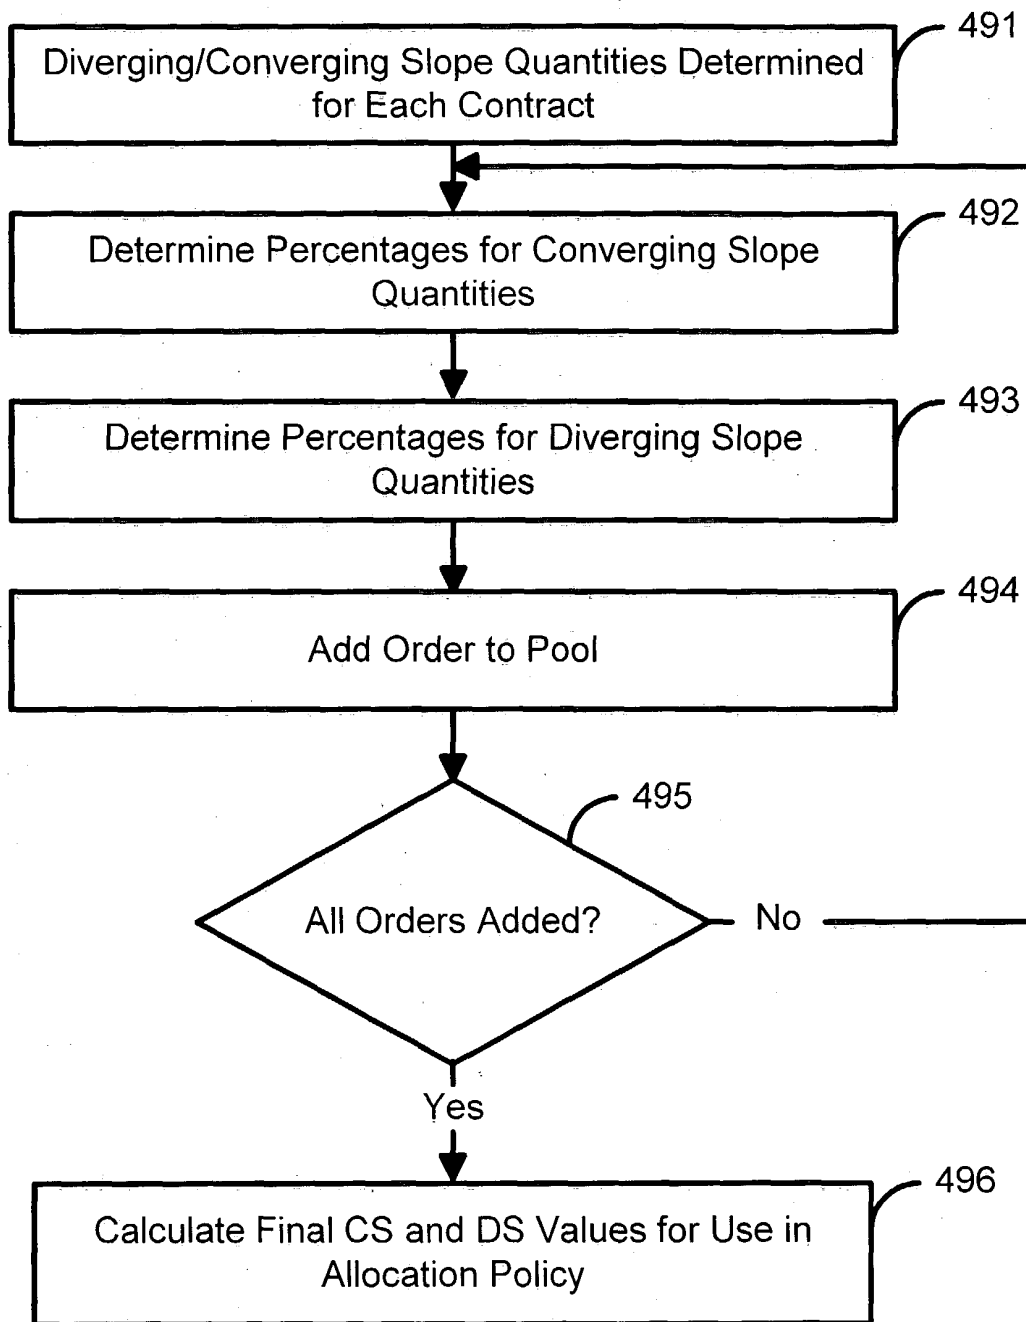 491
Diverging/Converging Slope Quantities Determined
for Each Contract
492
Determine Percentages for Converging Slope
Quantities
493
Determine Percentages for Diverging Slope
Quantities
494
Add Order to Pool
495
All Orders Added?
No
Yes
496
Calculate Final CS and DS Values for Use in
Allocation Policy